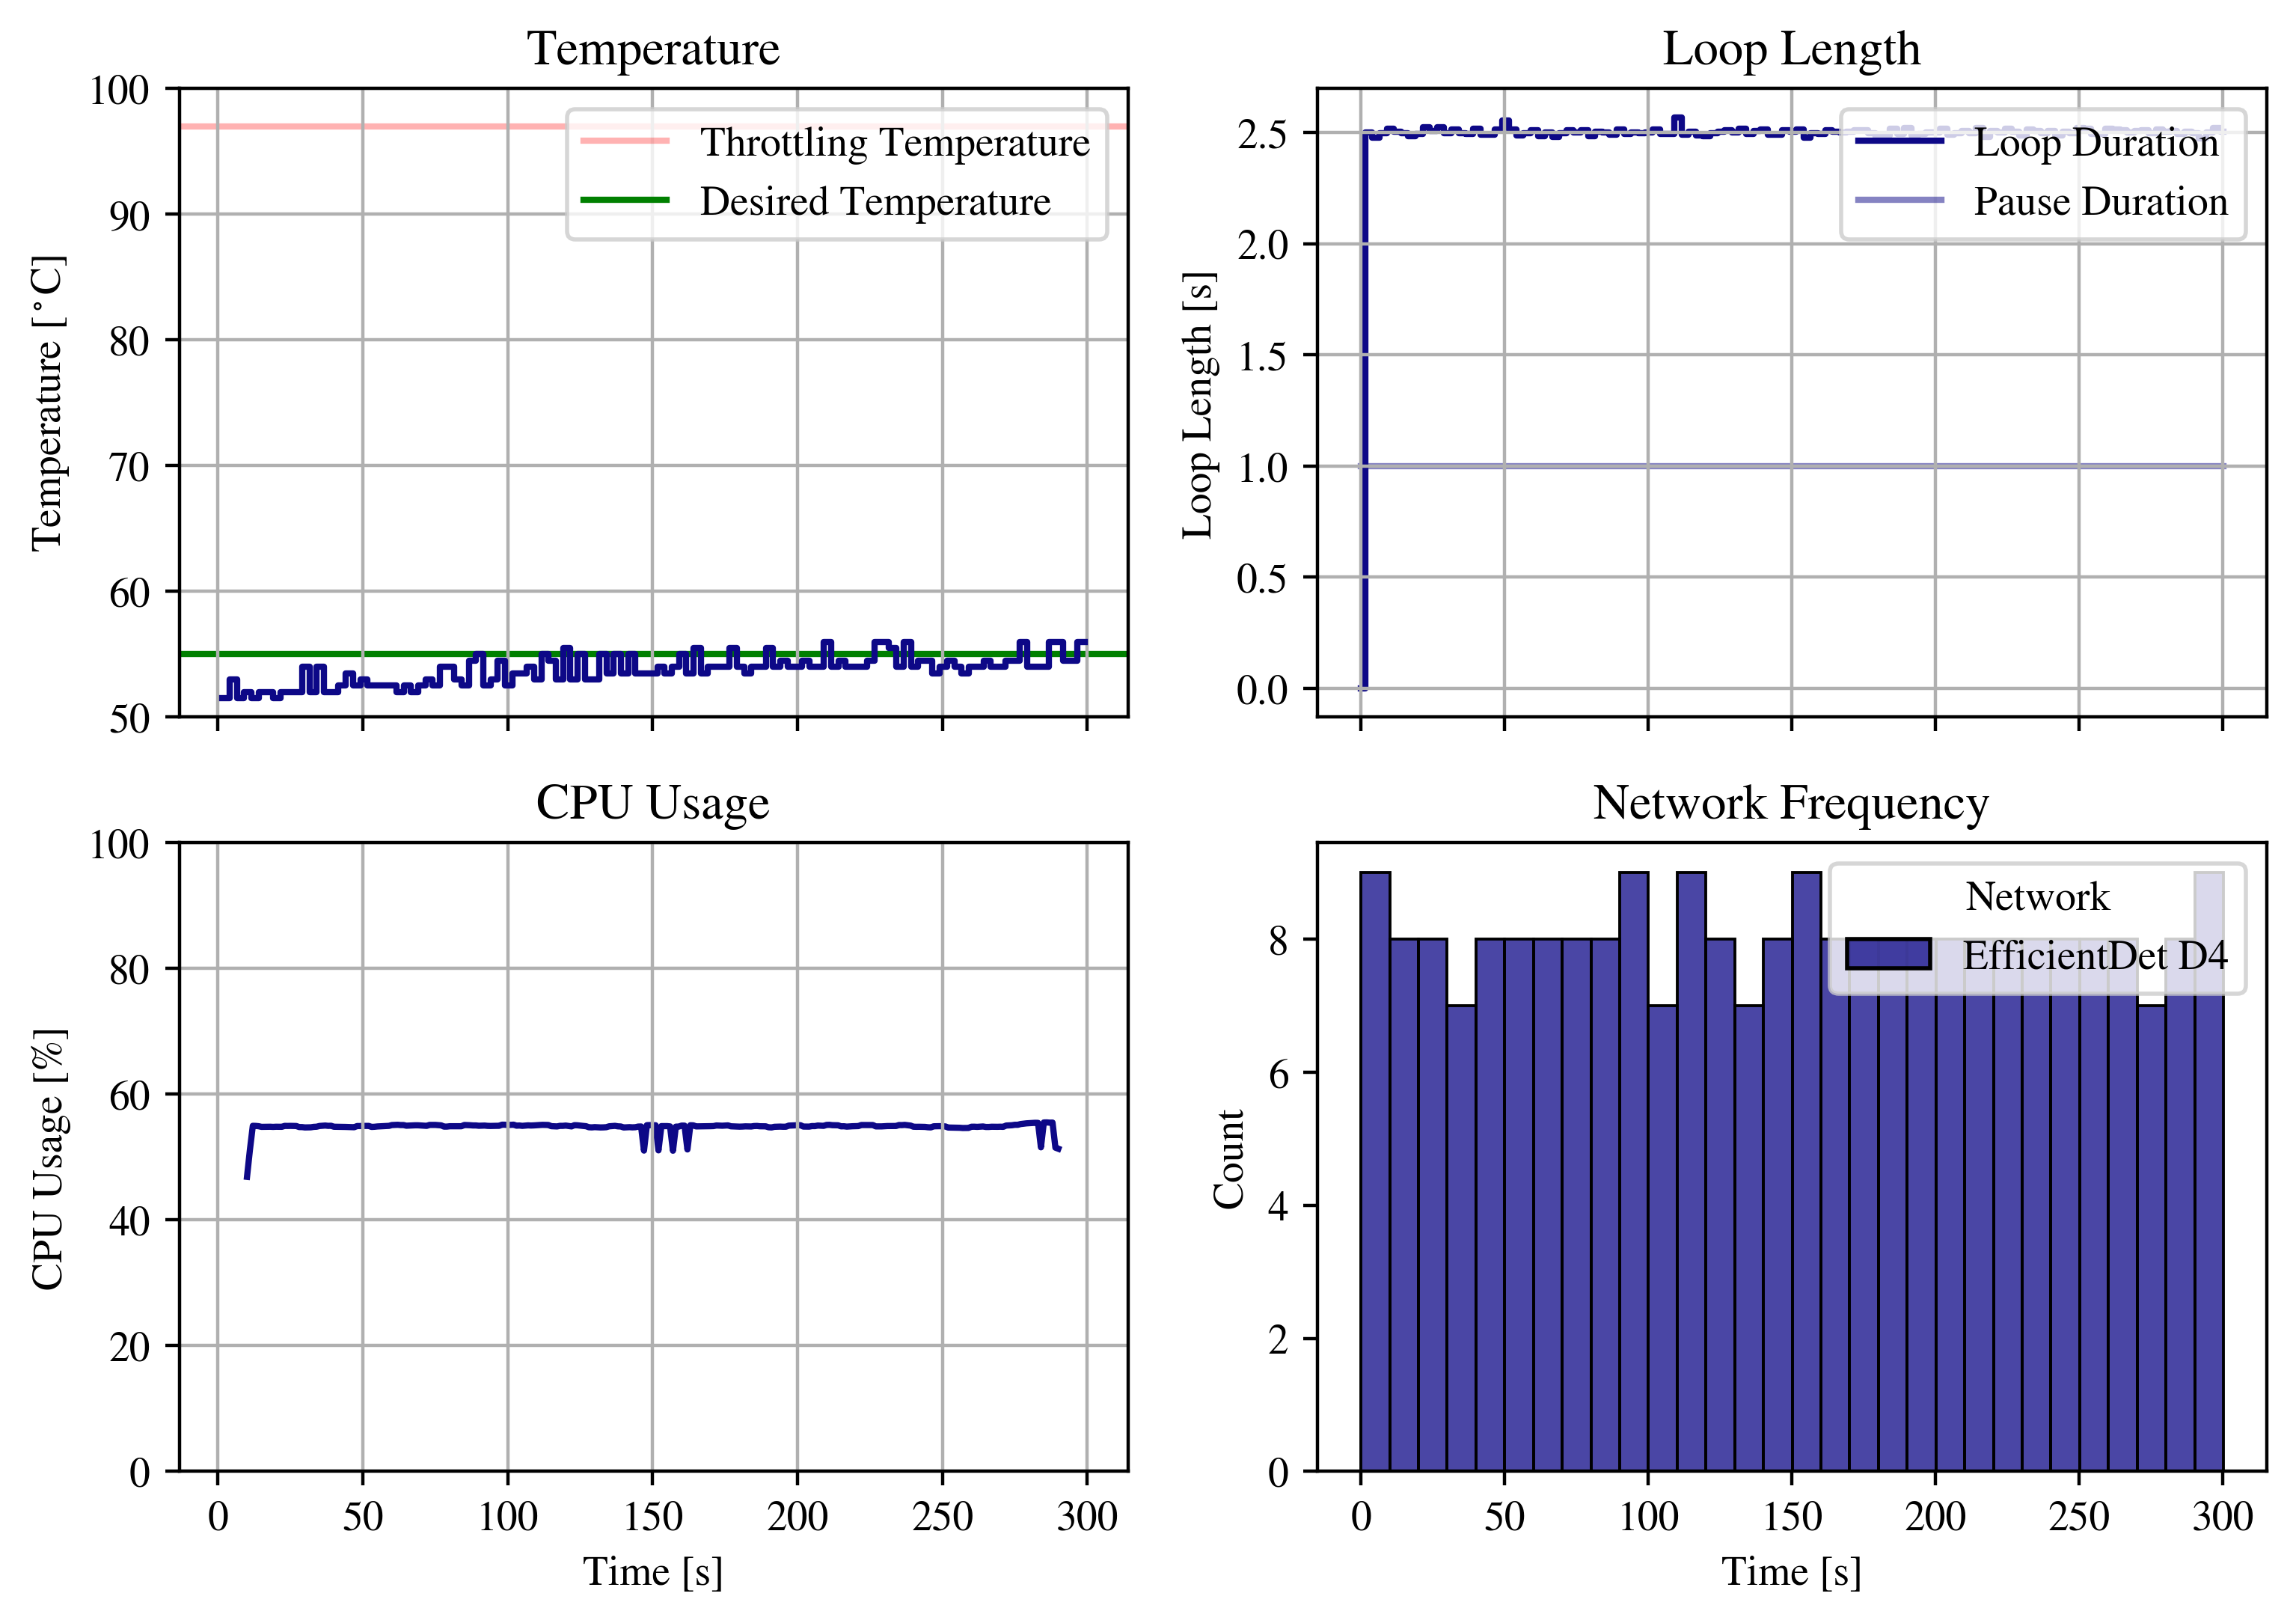 Temperature
100
90
80
70
60
50
Temperature [°C]
Throttling Temperature
Desired Temperature
Loop Length
2.5
2.0
1.5
1.0
0.5
0.0
Loop Length [s]
Loop Duration
Pause Duration
CPU Usage
100
80
60
40
20
0
CPU Usage [%]
0 50 100 150 200 250 300
Time [s]
Network Frequency
8
6
4
2
0
Count
Network
EfficientDet D4
0 50 100 150 200 250 300
Time [s]